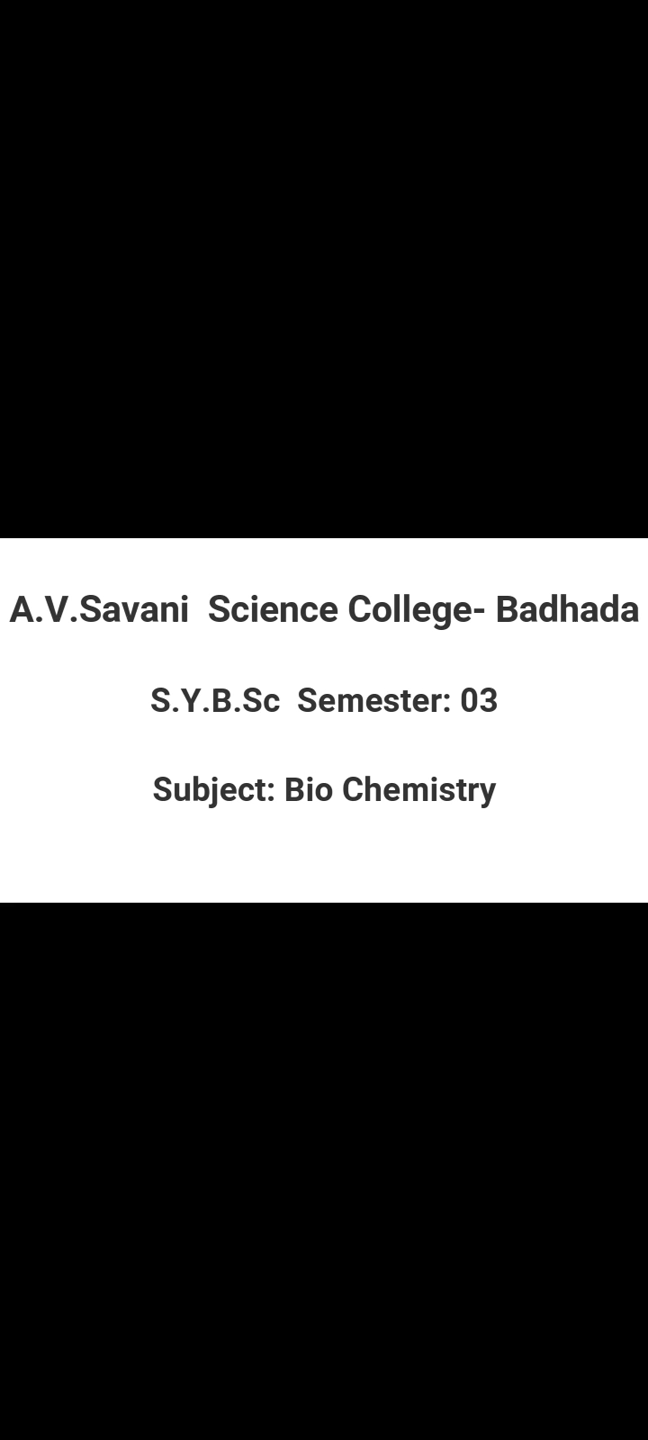 A.V.Savani Science College- Badhada
S.Y.B.Sc Semester: 03
Subject: Bio Chemistry